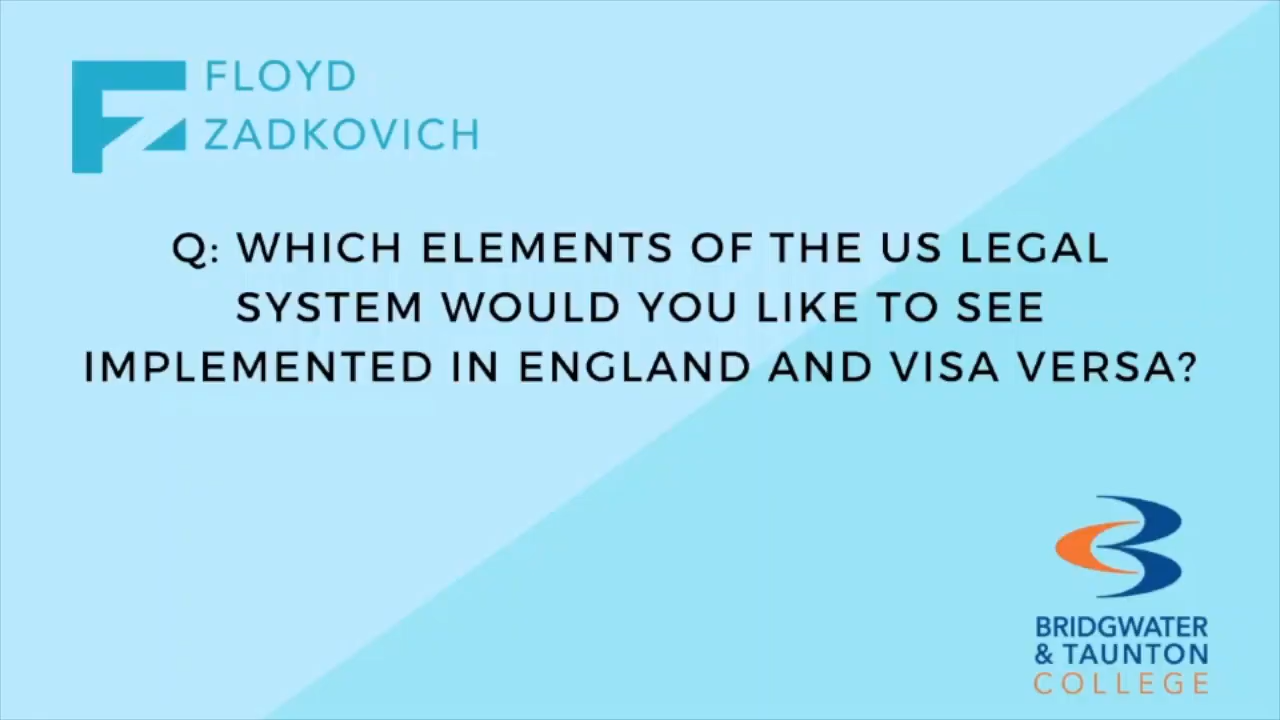 FLOYD
ZADKOVICH
Q: WHICH ELEMENTS OF THE US LEGAL
SYSTEM WOULD YOU LIKE TO SEE
IMPLEMENTED IN ENGLAND AND VISA VERSA?
BRIDGWATER
& TAUNTON
COLLEGE